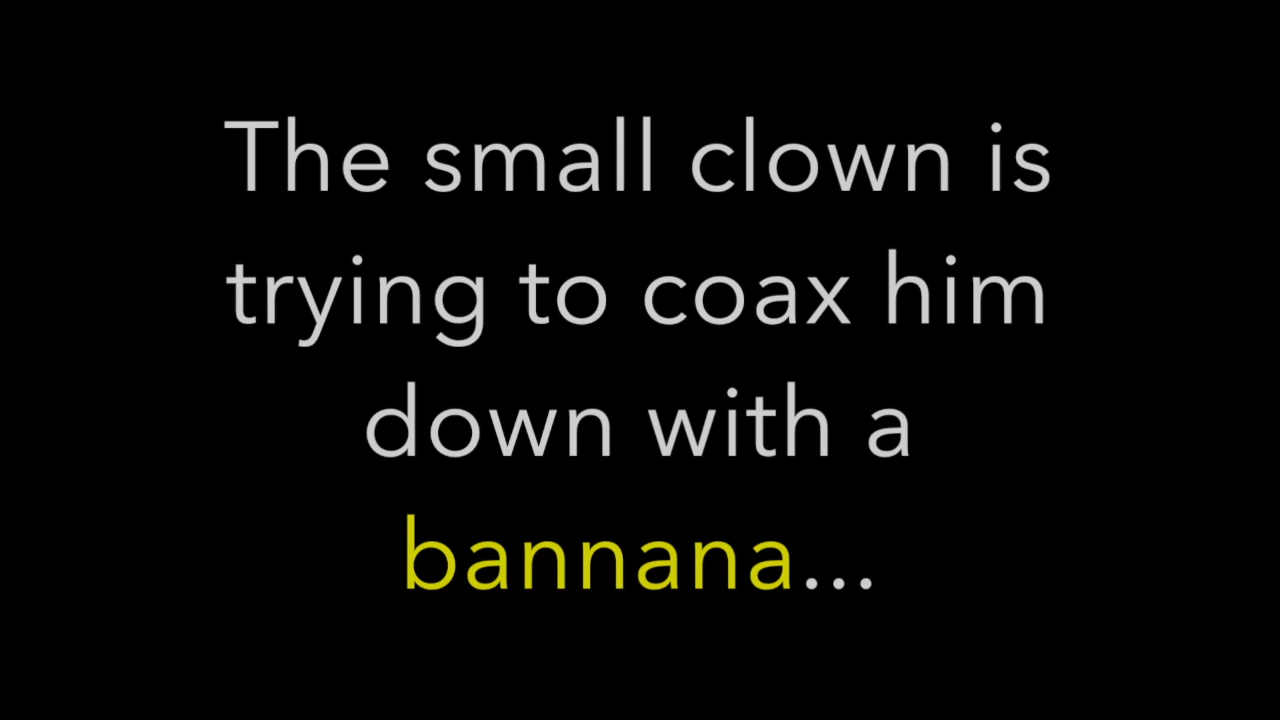 The small clown is
trying to coax him
down with a
bannana...